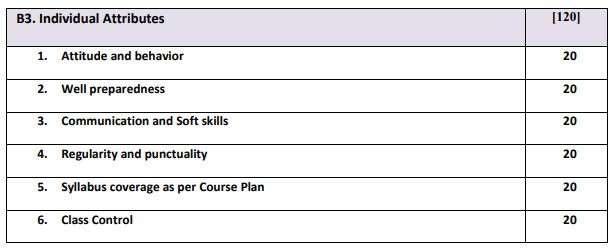 B3. Individual Attributes [120]
1. Attitude and behavior 20
2. Well preparedness 20
3. Communication and Soft skills 20
4. Regularity and punctuality 20
5. Syllabus coverage as per Course Plan 20
6. Class Control 20